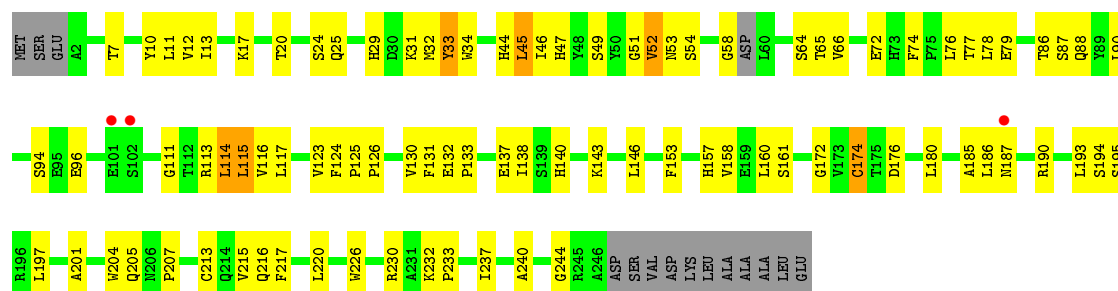 MET SER GLU A2 T7 Y10 L11 V12 I13 K17 T20 S24 Q25 H29 D30 K31 M32 Y33 W34 H44 L45 I46 H47 Y48 S49 Y50 G51 V52 N53 S54 G58 ASP L60 S64 T65 V66 E72 H73 F74 P75 L76 T77 L78 E79 T86 S87 Q88 Y89 L90
S94 E95 E96 E101 S102 G111 T112 R113 L114 L115 V116 L117 V123 F124 P125 P126 V130 F131 E132 P133 E137 I138 S139 H140 K143 L146 F153 H157 V158 E159 L160 S161 G172 V173 C174 T175 D176 L180 A185 L186 N187 R190 L193 S194 S195
R196 L197 A201 W204 Q205 N206 P207 C213 Q214 V215 Q216 F217 L220 W226 R230 A231 K232 P233 I237 A240 G244 R245 A246 ASP SER VAL ASP LYS LEU ALA ALA ALA LEU GLU